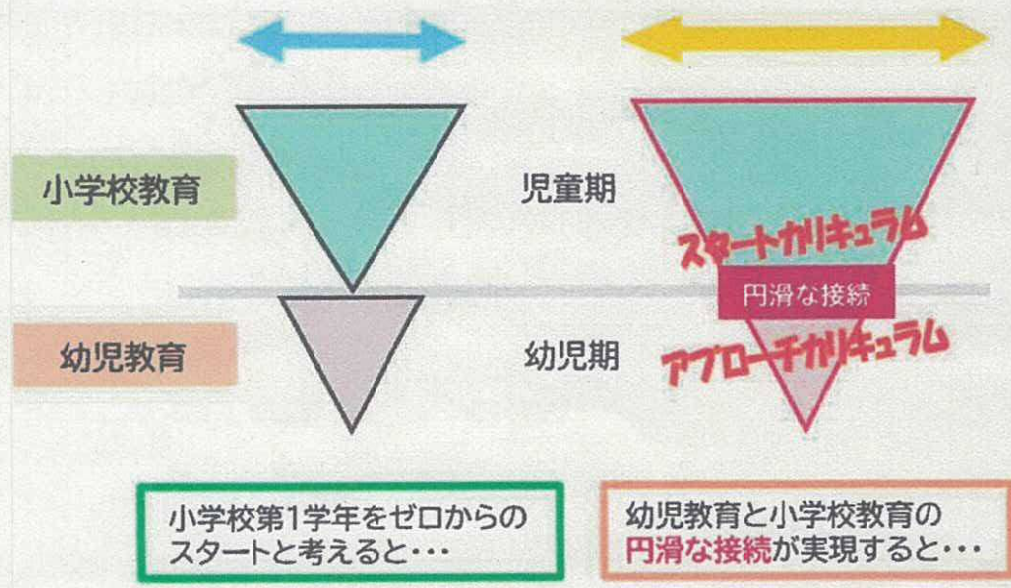 小学校教育
児童期
スタートカリキュラム
円滑な接続
幼児教育
幼児期
アプローチカリキュラム
小学校第1学年をゼロからの
スタートと考えると・・・
幼児教育と小学校教育の
円滑な接続が実現すると・・・